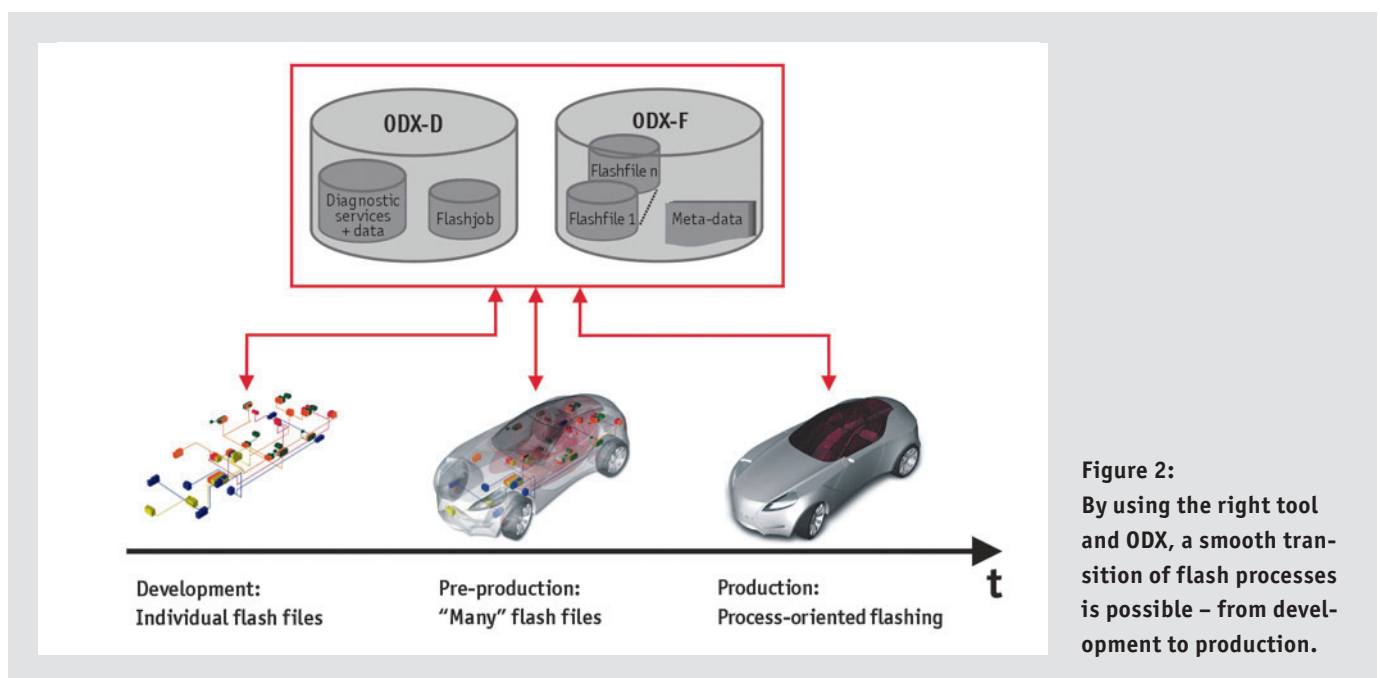 ODX-D
ODX-F
Diagnostic
services
+ data
Flashjob
Flashfile n
Flashfile 1
Meta-data
t
Development:
Individual flash files
Pre-production:
“Many” flash files
Production:
Process-oriented flashing
Figure 2:
By using the right tool
and ODX, a smooth tran-
sition of flash processes
is possible – from devel-
opment to production.